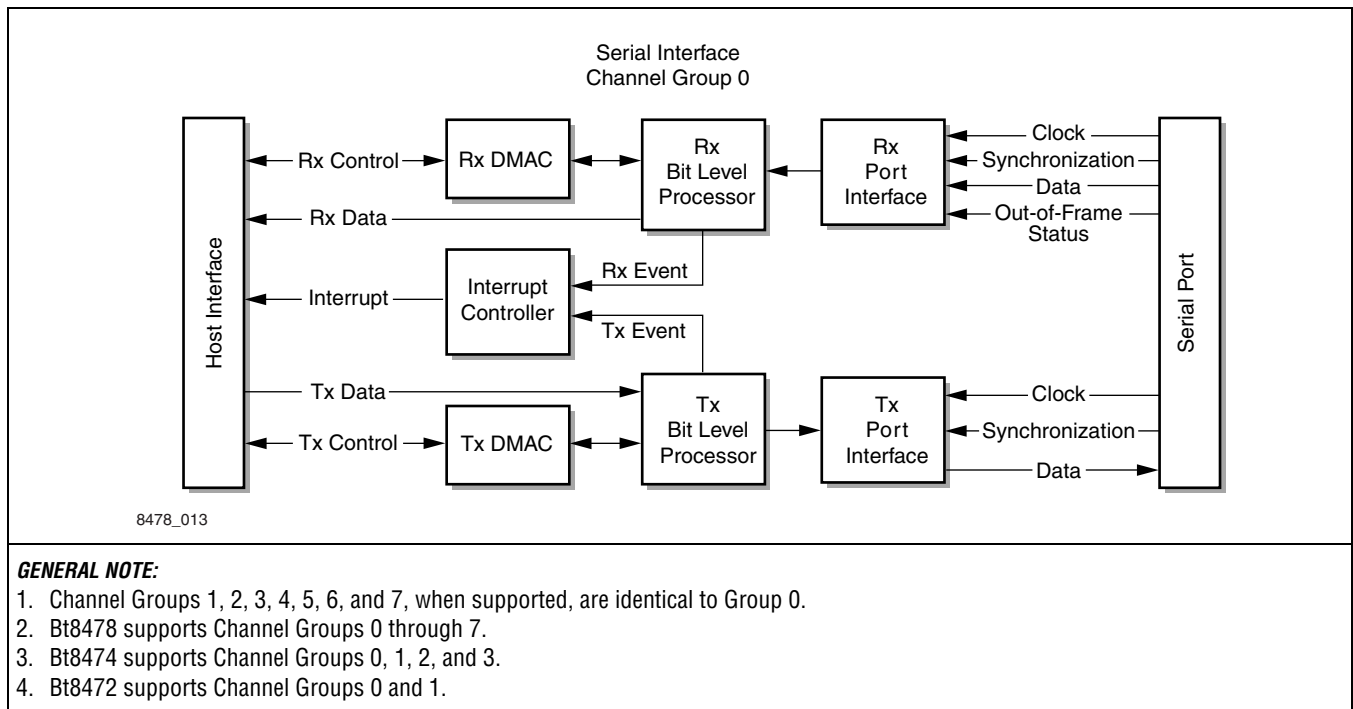 Serial Interface
Channel Group 0
Host Interface
Rx Control
Rx DMAC
Rx
Bit Level
Processor
Rx
Port
Interface
Clock
Synchronization
Data
Out-of-Frame
Status
Serial Port
Rx Data
Interrupt
Interrupt
Controller
Rx Event
Tx Event
Tx Data
Tx Control
Tx DMAC
Tx
Bit Level
Processor
Tx
Port
Interface
Clock
Synchronization
Data
8478_013
GENERAL NOTE:
1. Channel Groups 1, 2, 3, 4, 5, 6, and 7, when supported, are identical to Group 0.
2. Bt8478 supports Channel Groups 0 through 7.
3. Bt8474 supports Channel Groups 0, 1, 2, and 3.
4. Bt8472 supports Channel Groups 0 and 1.